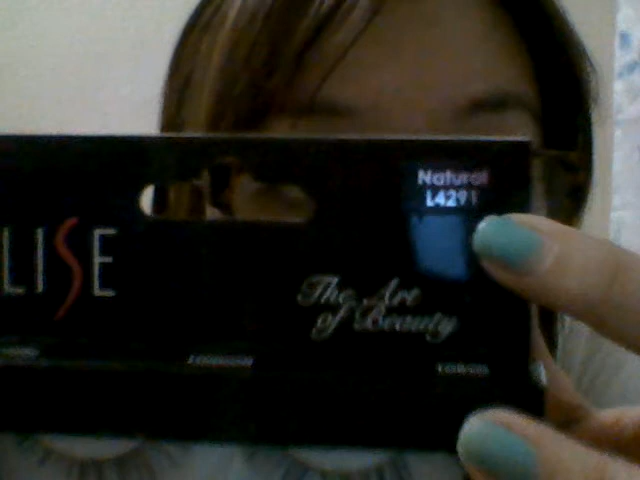 Natural
L4291
LISE
The Art
of Beauty